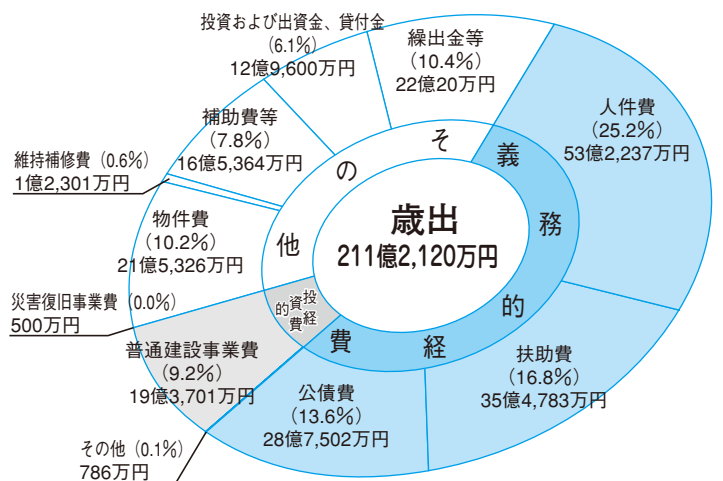 歳出
211億2,120万円
義務的経費
人件費
(25.2%)
53億2,237万円
扶助費
(16.8%)
35億4,783万円
公債費
(13.6%)
28億7,502万円
その他(0.1%)
786万円
投資的経費
普通建設事業費
(9.2%)
19億3,701万円
災害復旧事業費(0.0%)
500万円
その他
物件費
(10.2%)
21億5,326万円
維持補修費(0.6%)
1億2,301万円
補助費等
(7.8%)
16億5,364万円
投資および出資金、貸付金
(6.1%)
12億9,600万円
繰出金等
(10.4%)
22億20万円